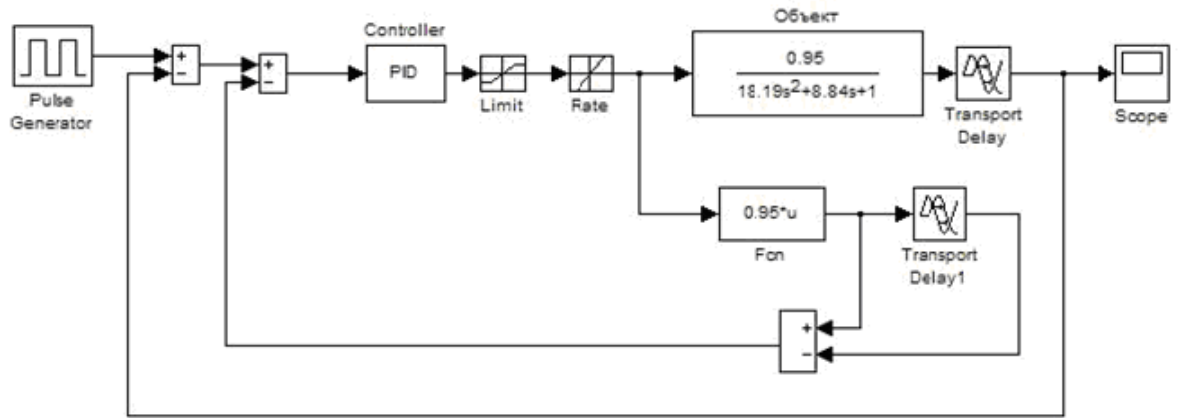 Объект
Controller
Pulse
Generator
+
−
+
−
PID
Limit
Rate
0.95
18.19s²+8.84s+1
Transport
Delay
Scope
0.95*u
Fcn
Transport
Delay1
+
−